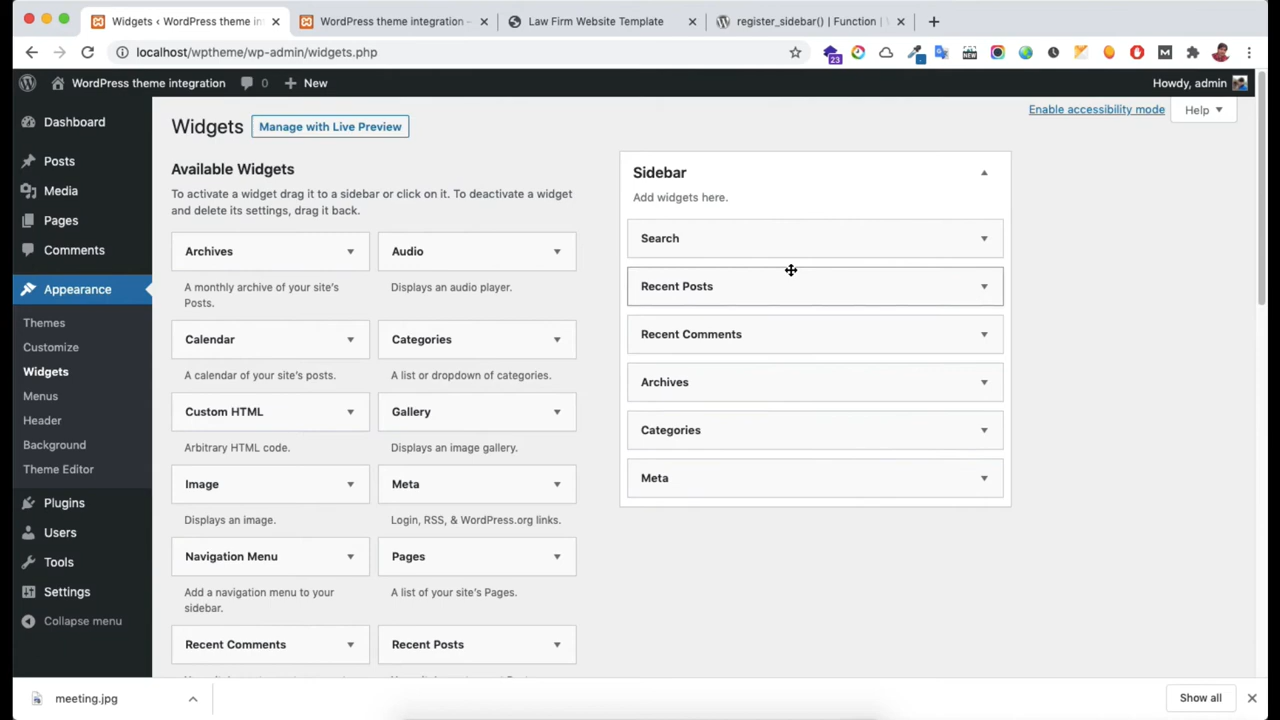 Widgets ‹ WordPress theme in
WordPress theme integration –
Law Firm Website Template
register_sidebar() | Function |
localhost/wptheme/wp-admin/widgets.php
23
NEW
M
WordPress theme integration
0
New
Howdy, admin
Dashboard
Posts
Media
Pages
Comments
Appearance
Themes
Customize
Widgets
Menus
Header
Background
Theme Editor
Plugins
Users
Tools
Settings
Collapse menu
Enable accessibility mode
Help
Widgets
Manage with Live Preview
Available Widgets
To activate a widget drag it to a sidebar or click on it. To deactivate a widget
and delete its settings, drag it back.
Archives
Audio
A monthly archive of your site's
Posts.
Displays an audio player.
Calendar
Categories
A calendar of your site's posts.
A list or dropdown of categories.
Custom HTML
Gallery
Arbitrary HTML code.
Displays an image gallery.
Image
Meta
Displays an image.
Login, RSS, & WordPress.org links.
Navigation Menu
Pages
Add a navigation menu to your
sidebar.
A list of your site's Pages.
Recent Comments
Recent Posts
Sidebar
Add widgets here.
Search
Recent Posts
Recent Comments
Archives
Categories
Meta
meeting.jpg
Show all